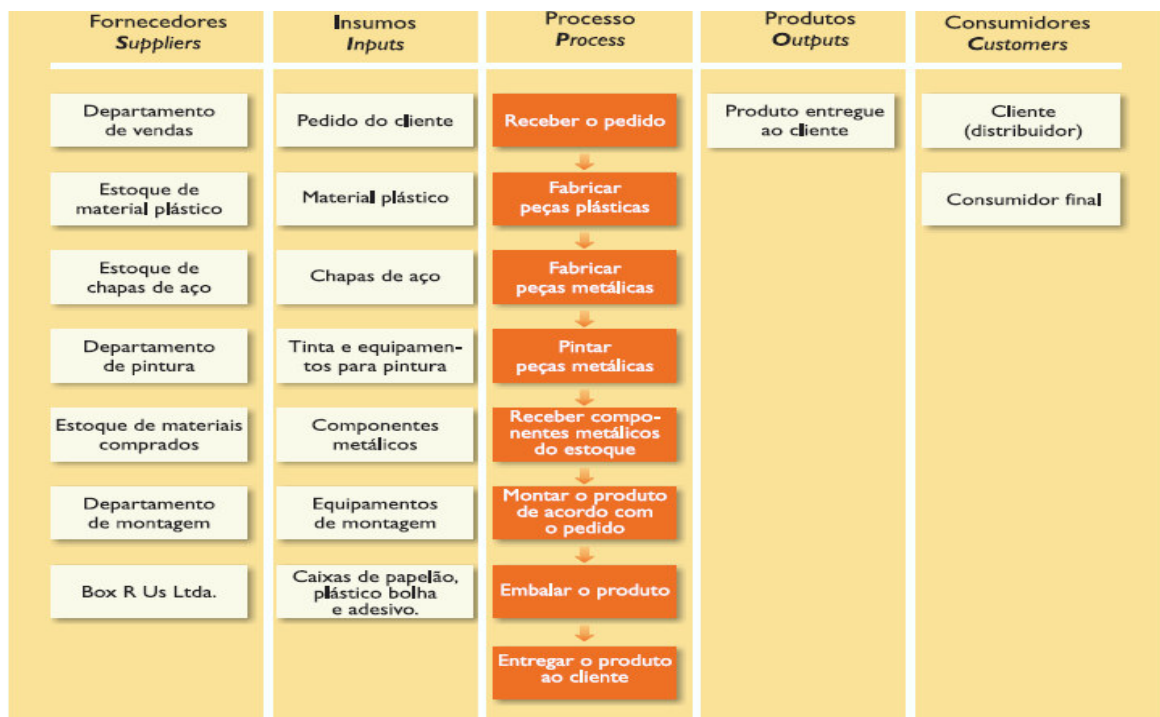 Fornecedores
Suppliers
Insumos
Inputs
Processo
Process
Produtos
Outputs
Consumidores
Customers
Departamento
de vendas
Pedido do cliente
Receber o pedido
Produto entregue
ao cliente
Cliente
(distribuidor)
Estoque de
material plástico
Material plástico
Fabricar
peças plásticas
Consumidor final
Estoque de
chapas de aço
Chapas de aço
Fabricar
peças metálicas
Departamento
de pintura
Tinta e equipamen-
tos para pintura
Pintar
peças metálicas
Estoque de materiais
comprados
Componentes
metálicos
Receber compo-
nentes metálicos
do estoque
Departamento
de montagem
Equipamentos
de montagem
Montar o produto
de acordo com
o pedido
Box R Us Ltda.
Caixas de papelão,
plástico bolha
e adesivo.
Embalar o produto
Entregar o produto
ao cliente